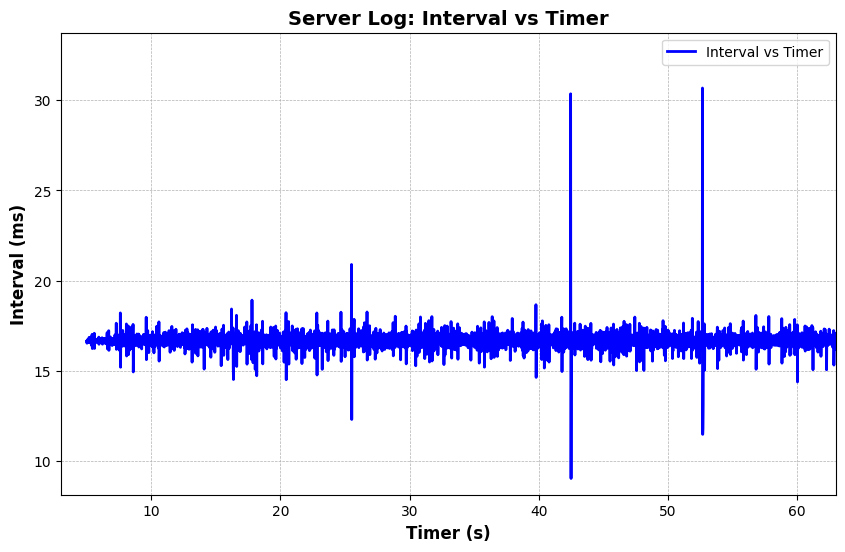 Server Log: Interval vs Timer
Interval vs Timer
30
25
20
15
10
Interval (ms)
10 20 30 40 50 60
Timer (s)